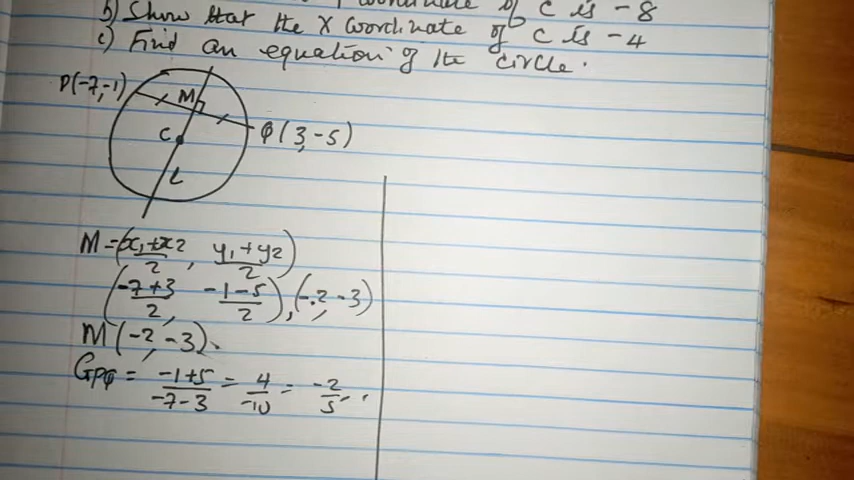 coordinate of C is -8
b) Show that the x coordinate of C is -4
c) Find an equation of the circle.
P(-7,-1)
M
C
Q(3,-5)
l
M=(x₁+x₂/2, y₁+y₂/2)
(-7+3/2, -1-5/2), (-2,-3)
M(-2,-3).
GPQ = -1+5/-7-3 = 4/-10 = -2/5